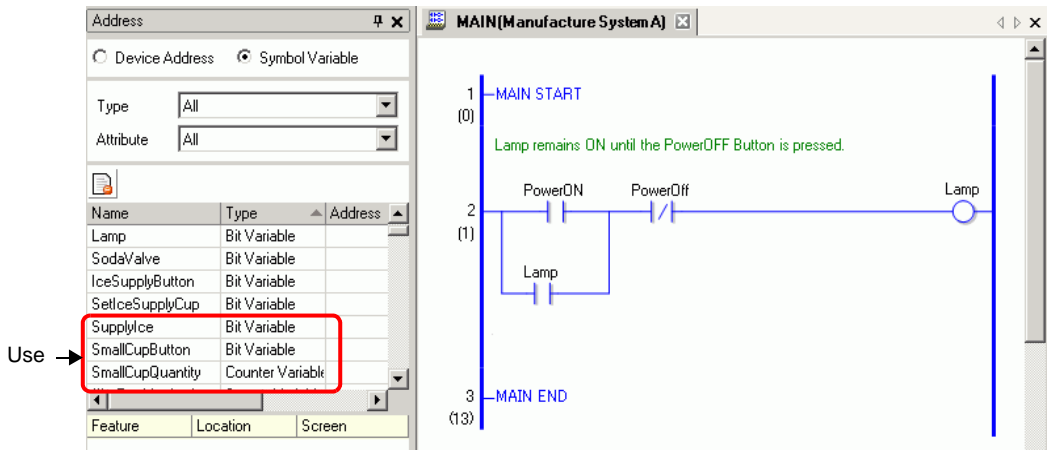 Address
Device Address Symbol Variable
Type All
Attribute All
Name Type Address
Lamp Bit Variable
SodaValve Bit Variable
IceSupplyButton Bit Variable
SetIceSupplyCup Bit Variable
SupplyIce Bit Variable
SmallCupButton Bit Variable
SmallCupQuantity Counter Variable
Feature Location Screen
Use
MAIN(Manufacture System A)
1 MAIN START
(0)
Lamp remains ON until the PowerOFF Button is pressed.
PowerON PowerOff Lamp
2
(1)
Lamp
3 MAIN END
(13)